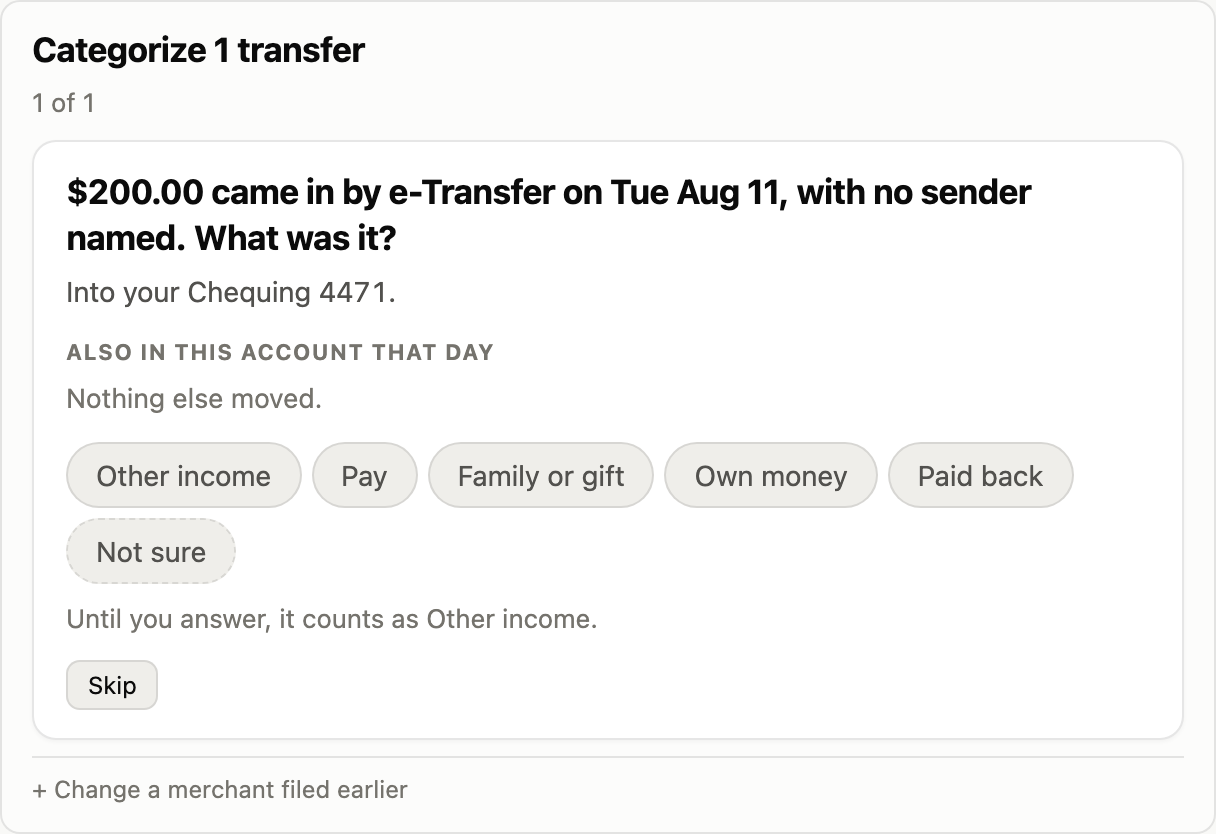 Categorize 1 transfer
1 of 1
$200.00 came in by e-Transfer on Tue Aug 11, with no sender
named. What was it?
Into your Chequing 4471.
ALSO IN THIS ACCOUNT THAT DAY
Nothing else moved.
Other income Pay Family or gift Own money Paid back
Not sure
Until you answer, it counts as Other income.
Skip
+ Change a merchant filed earlier